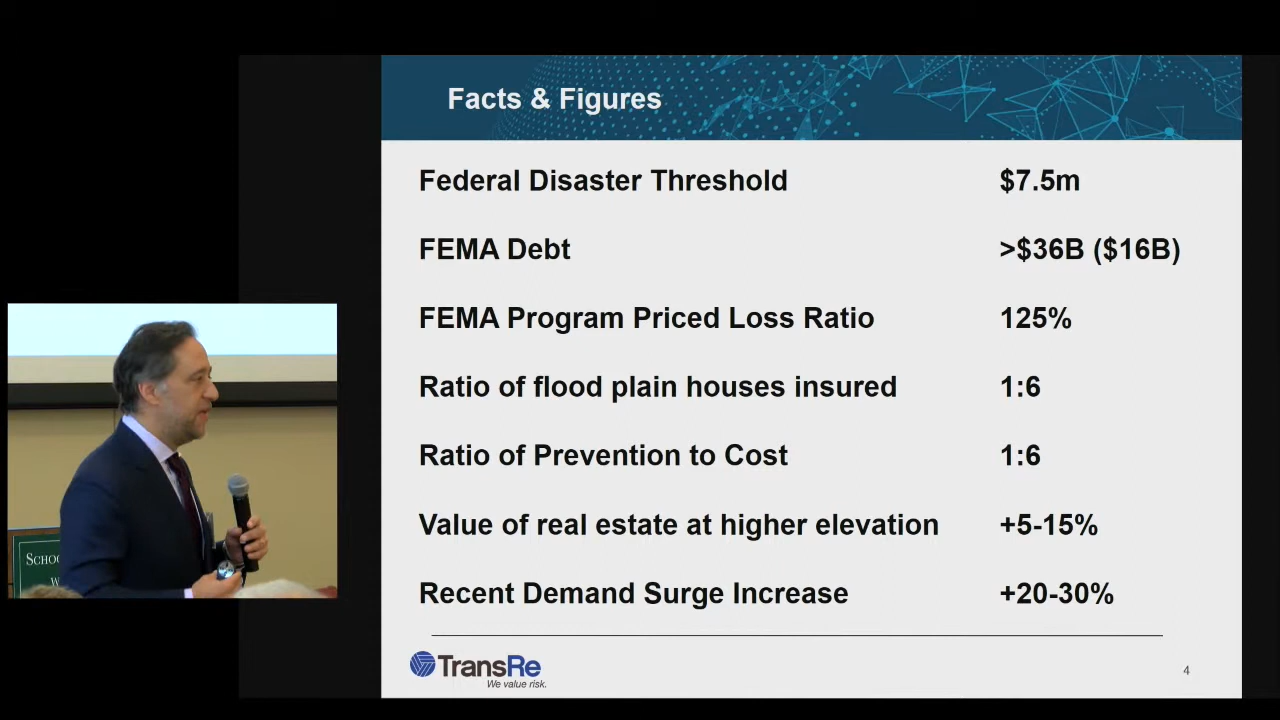 Facts & Figures
Federal Disaster Threshold $7.5m
FEMA Debt >$36B ($16B)
FEMA Program Priced Loss Ratio 125%
Ratio of flood plain houses insured 1:6
Ratio of Prevention to Cost 1:6
Value of real estate at higher elevation +5-15%
Recent Demand Surge Increase +20-30%
TransRe
We value risk.
4